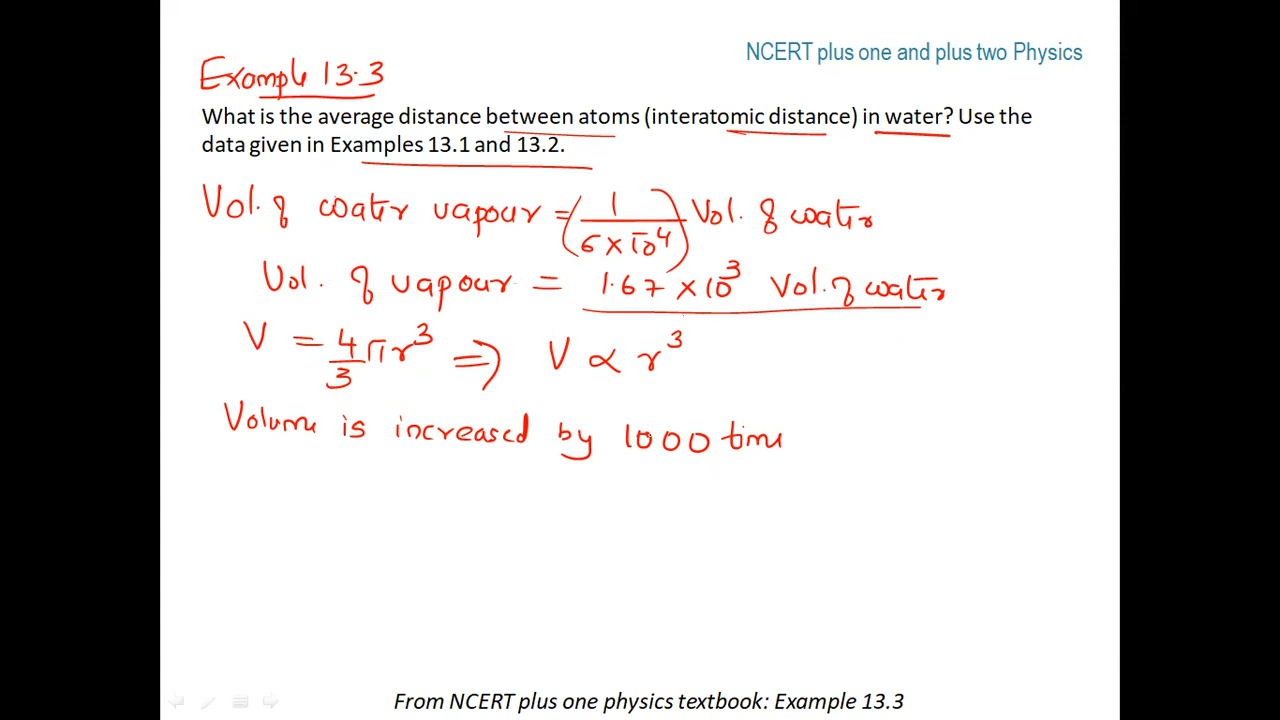 NCERT plus one and plus two Physics
Example 13.3
What is the average distance between atoms (interatomic distance) in water? Use the
data given in Examples 13.1 and 13.2.
Vol. of water vapour = (1/6×10⁻⁴) Vol. of water
Vol. of vapour = 1.67 × 10³ Vol. of water
V = 4/3 πr³ ⇒ V ∝ r³
Volume is increased by 1000 time
From NCERT plus one physics textbook: Example 13.3